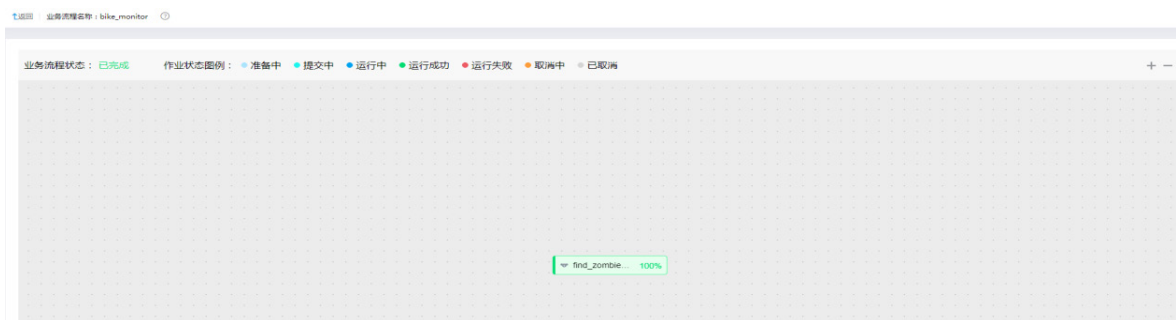 返回 业务流程名称：bike_monitor ?
业务流程状态： 已完成 作业状态图例： 准备中 提交中 运行中 运行成功 运行失败 取消中 已取消
find_zombie... 100%